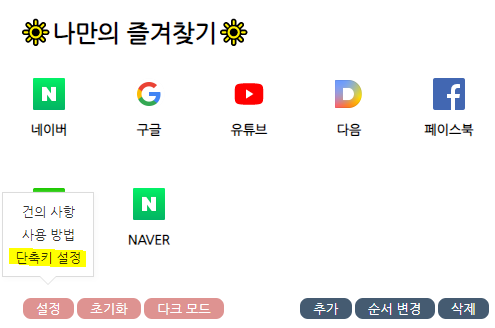 나만의 즐겨찾기
네이버 구글 유튜브 다음 페이스북
NAVER
건의 사항
사용 방법
단축키 설정
설정 초기화 다크 모드 추가 순서 변경 삭제